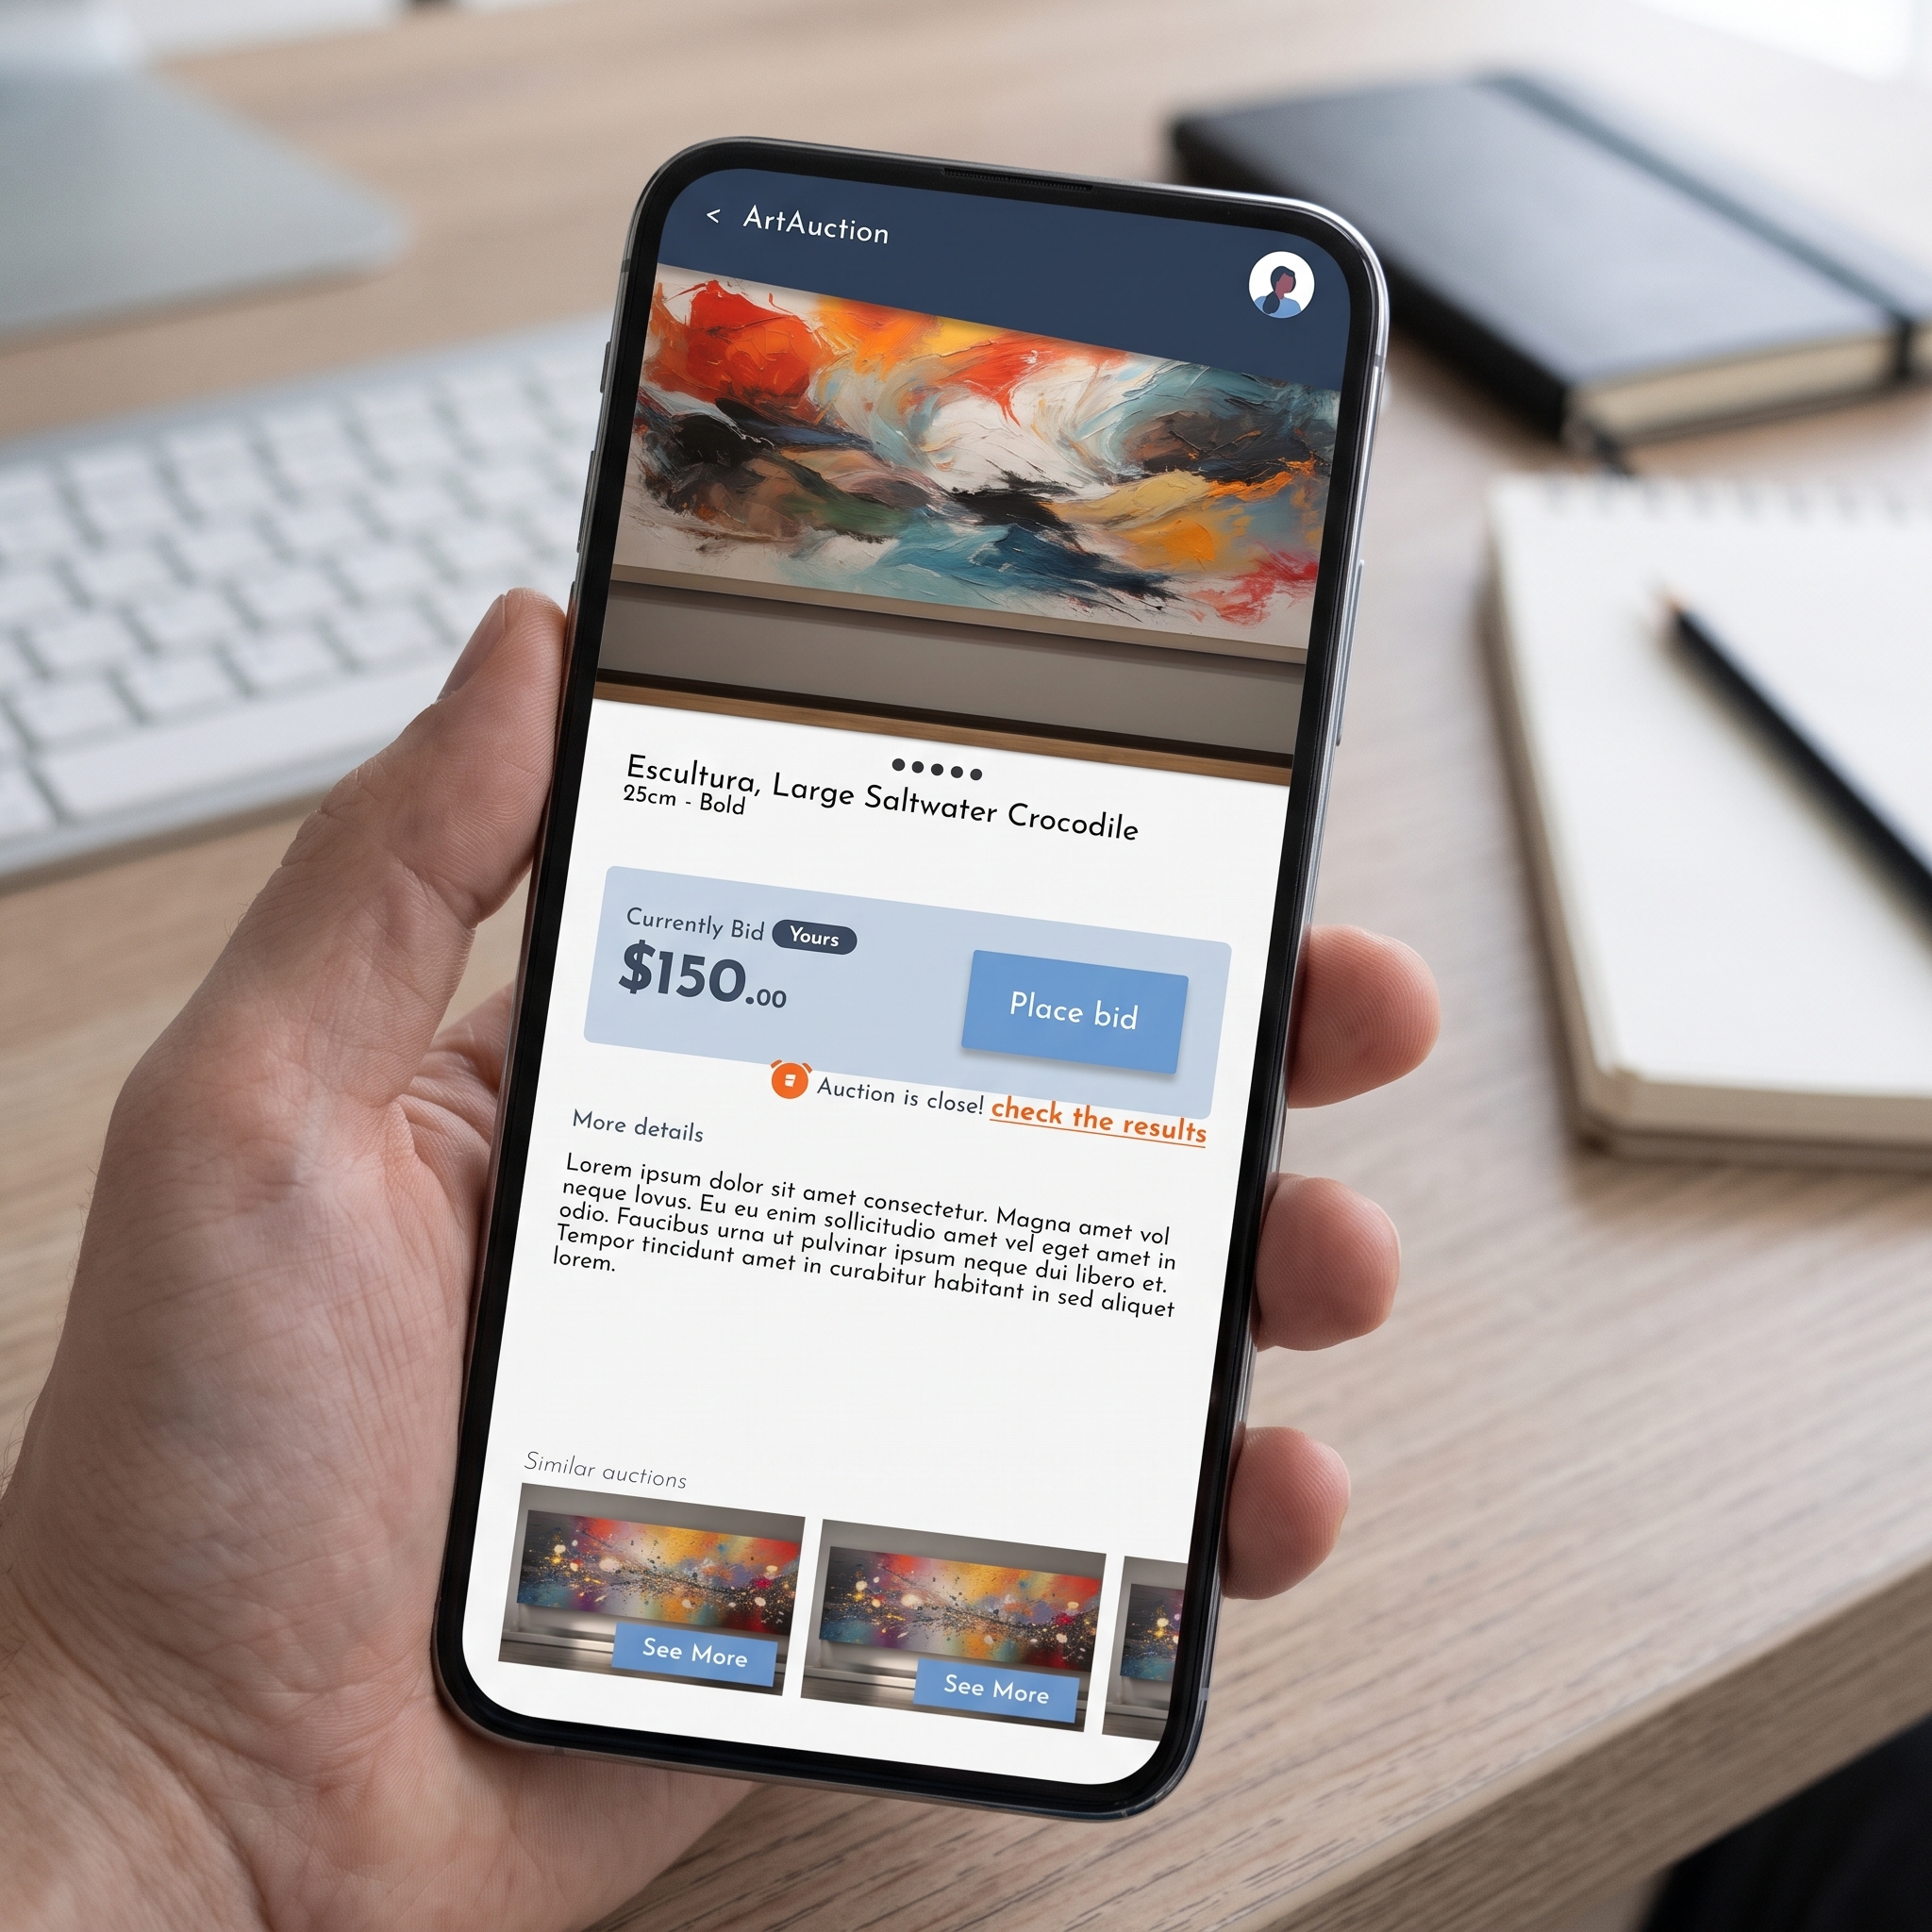 < ArtAuction
Escultura, Large Saltwater Crocodile
25cm - Bold
Currently Bid Yours
$150.00
Place bid
Auction is close! check the results
More details
Lorem ipsum dolor sit amet consectetur. Magna amet vol
neque lovus. Eu eu enim sollicitudio amet vel eget amet in
odio. Faucibus urna ut pulvinar ipsum neque dui libero et.
Tempor tincidunt amet in curabitur habitant in sed aliquet
lorem.
Similar auctions
See More
See More